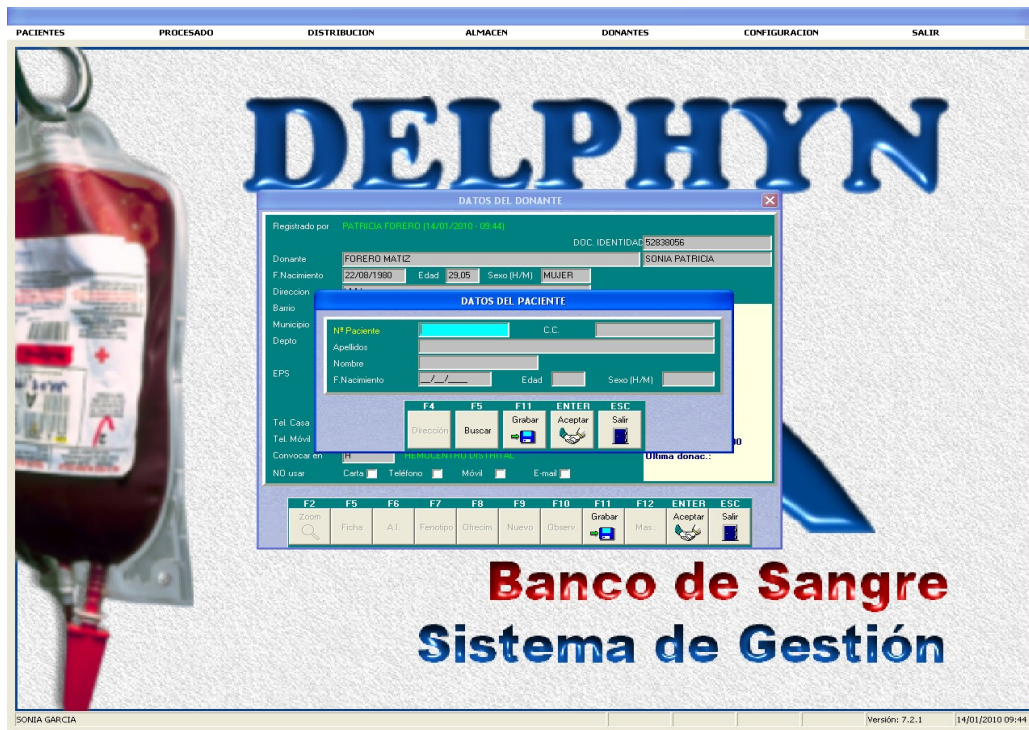 PACIENTES PROCESADO DISTRIBUCION ALMACEN DONANTES CONFIGURACION SALIR
DELPHYN
DATOS DEL DONANTE
Registrado por PATRICIA FORERO (14/01/2010 - 09:44)
DOC. IDENTIDAD 52838056
Donante FORERO MATIZ SONIA PATRICIA
F.Nacimiento 22/08/1980 Edad 29,05 Sexo (H/M) MUJER
Direccion
Barrio
Municipio
Depto
EPS
Tel. Casa
Tel. Móvil
DATOS DEL PACIENTE
Nª Paciente C.C.
Apellidos
Nombre
F.Nacimiento __/__/____ Edad Sexo (H/M)
F4 F5 F11 ENTER ESC
Dirección Buscar Grabar Aceptar Salir
Convocar en H HEMOCENTRO DISTRITAL Ultima donac.:
NO usar Carta Teléfono Móvil E-mail
F2 F5 F6 F7 F8 F9 F10 F11 F12 ENTER ESC
Zoom Ficha A.I. Fenotipo Ofrecim Nuevo Observ Grabar Mas.. Aceptar Salir
Banco de Sangre
Sistema de Gestión
SONIA GARCIA Versión: 7.2.1 14/01/2010 09:44